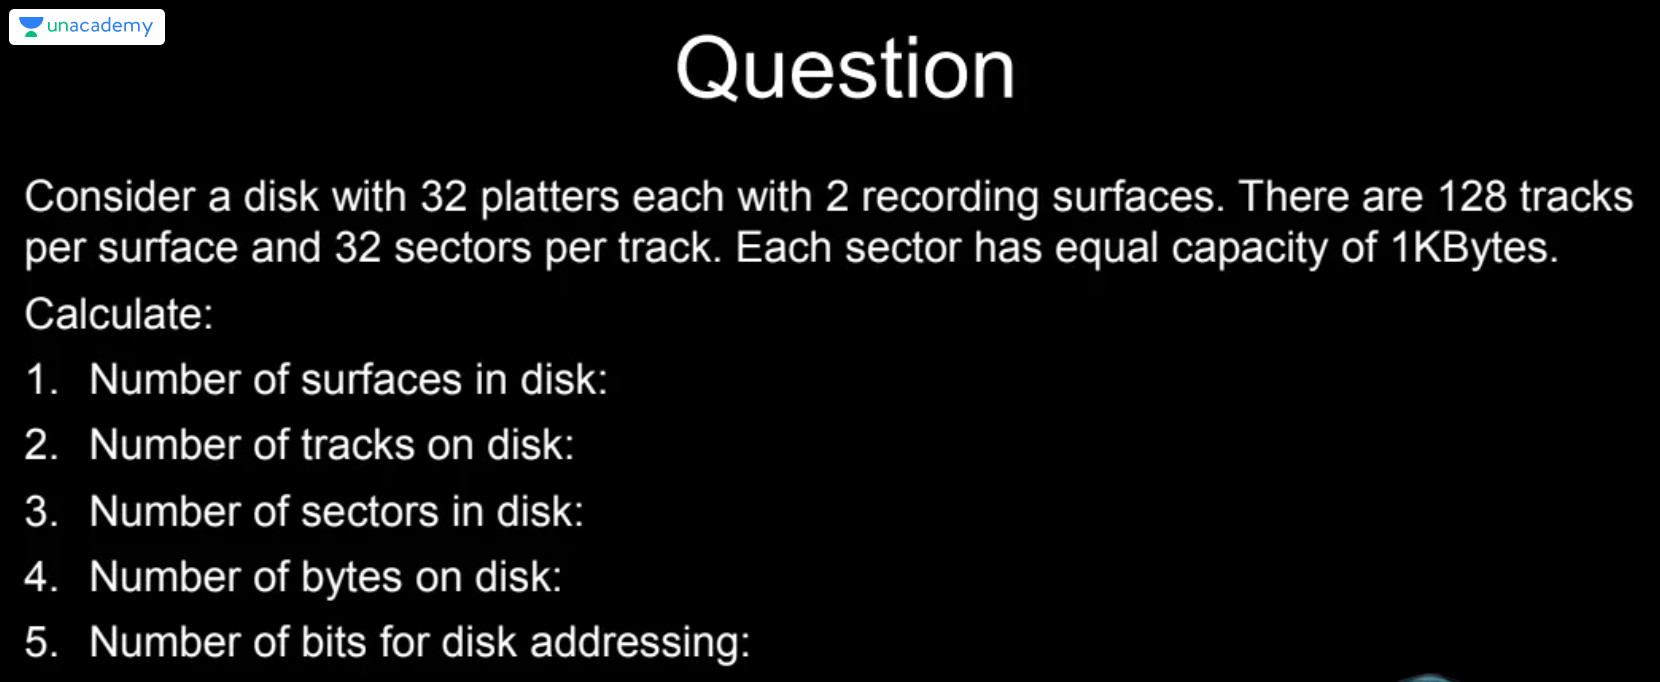 unacademy
Question
Consider a disk with 32 platters each with 2 recording surfaces. There are 128 tracks
per surface and 32 sectors per track. Each sector has equal capacity of 1KBytes.
Calculate:
1. Number of surfaces in disk:
2. Number of tracks on disk:
3. Number of sectors in disk:
4. Number of bytes on disk:
5. Number of bits for disk addressing: